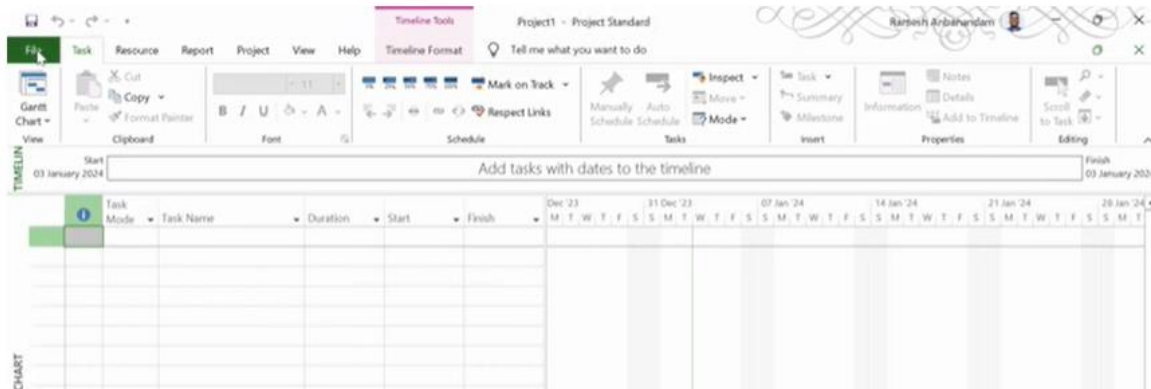 Timeline Tools
Project1 - Project Standard
Ramesh Anbanandam
File Task Resource Report Project View Help Timeline Format Tell me what you want to do
Gantt Chart
View
Paste
Cut
Copy
Format Painter
Clipboard
11
B I U A
Font
Mark on Track
Respect Links
Schedule
Manually Schedule
Auto Schedule
Inspect
Move
Mode
Tasks
Task
Summary
Milestone
Insert
Information
Notes
Details
Add to Timeline
Properties
Scroll to Task
Editing
TIMELIN
Start
03 January 2024
Add tasks with dates to the timeline
Finish
03 January 202
Task Mode
Task Name
Duration
Start
Finish
Dec '23 31 Dec '23 07 Jan '24 14 Jan '24 21 Jan '24 28 Jan '24
M T W T F S S M T W T F S S M T W T F S S M T W T F S S M T W T F S S M T
CHART